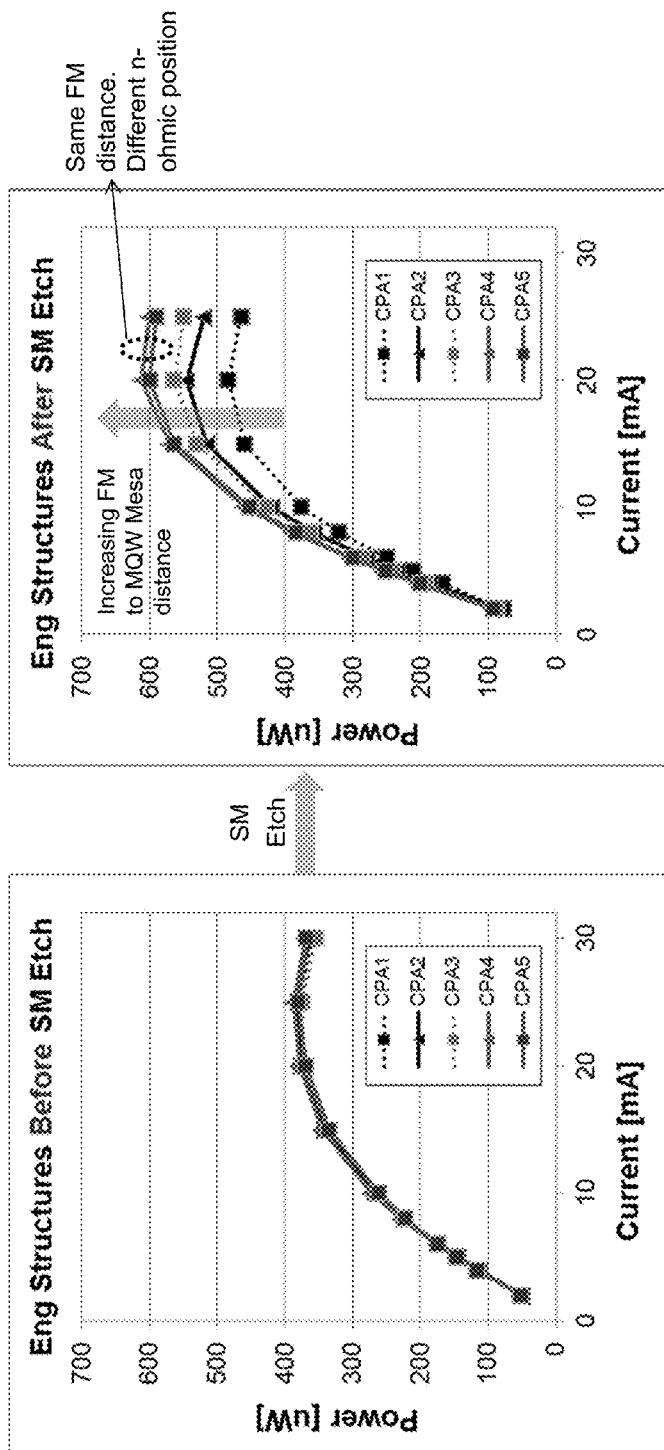 Eng Structures Before SM Etch
Power [uW]
700
600
500
400
300
200
100
0
0
10
20
30
Current [mA]
CPA1
CPA2
CPA3
CPA4
CPA5
SM
Etch
Eng Structures After SM Etch
Power [uW]
700
600
500
400
300
200
100
0
0
10
20
30
Current [mA]
Increasing FM
to MQW Mesa
distance
CPA1
CPA2
CPA3
CPA4
CPA5
Same FM
distance.
Different n-
ohmic position